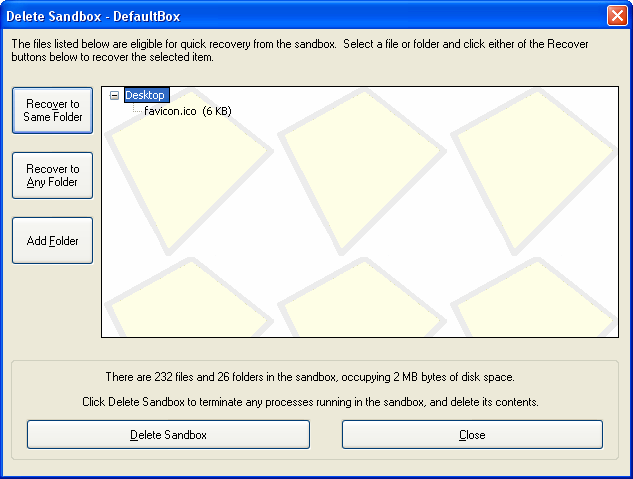 Delete Sandbox - DefaultBox
The files listed below are eligible for quick recovery from the sandbox.  Select a file or folder and click either of the Recover
buttons below to recover the selected item.
Recover to
Same Folder
Desktop
favicon.ico  (6 KB)
Recover to
Any Folder
Add Folder
There are 232 files and 26 folders in the sandbox, occupying 2 MB bytes of disk space.
Click Delete Sandbox to terminate any processes running in the sandbox, and delete its contents.
Delete Sandbox
Close